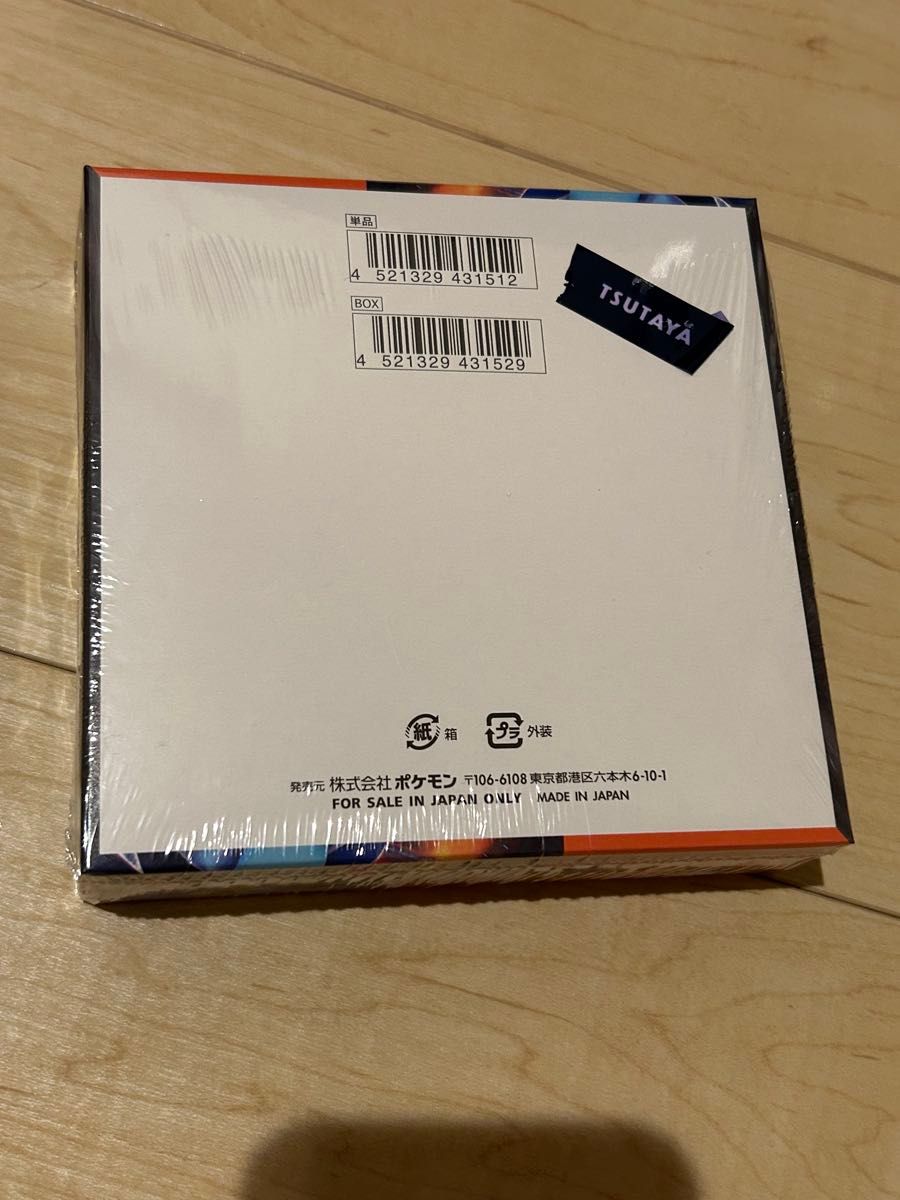 単品
4 521329 431512
TSUTAYA
BOX
4 521329 431529
紙 箱 プラ 外装
発売元 株式会社 ポケモン 〒106-6108 東京都港区六本木6-10-1
FOR SALE IN JAPAN ONLY MADE IN JAPAN